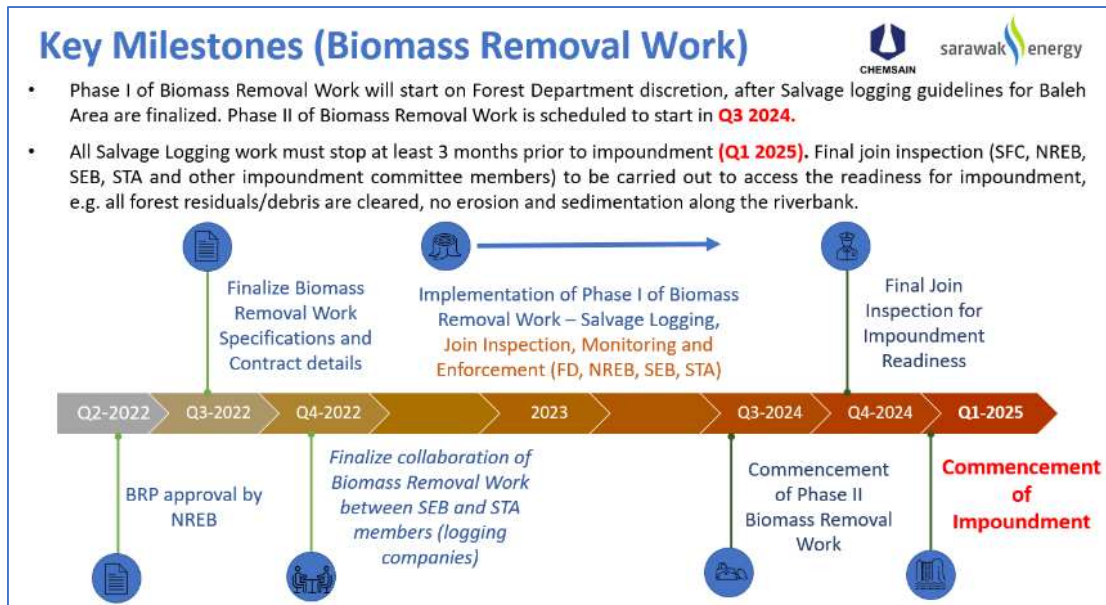 Key Milestones (Biomass Removal Work)
CHEMSAIN
sarawak energy
• Phase I of Biomass Removal Work will start on Forest Department discretion, after Salvage logging guidelines for Baleh
Area are finalized. Phase II of Biomass Removal Work is scheduled to start in Q3 2024.
• All Salvage Logging work must stop at least 3 months prior to impoundment (Q1 2025). Final join inspection (SFC, NREB,
SEB, STA and other impoundment committee members) to be carried out to access the readiness for impoundment,
e.g. all forest residuals/debris are cleared, no erosion and sedimentation along the riverbank.
Finalize Biomass
Removal Work
Specifications and
Contract details
Implementation of Phase I of Biomass
Removal Work – Salvage Logging,
Join Inspection, Monitoring and
Enforcement (FD, NREB, SEB, STA)
Final Join
Inspection for
Impoundment
Readiness
Q2-2022
Q3-2022
Q4-2022
2023
Q3-2024
Q4-2024
Q1-2025
BRP approval by
NREB
Finalize collaboration of
Biomass Removal Work
between SEB and STA
members (logging
companies)
Commencement
of Phase II
Biomass Removal
Work
Commencement
of
Impoundment